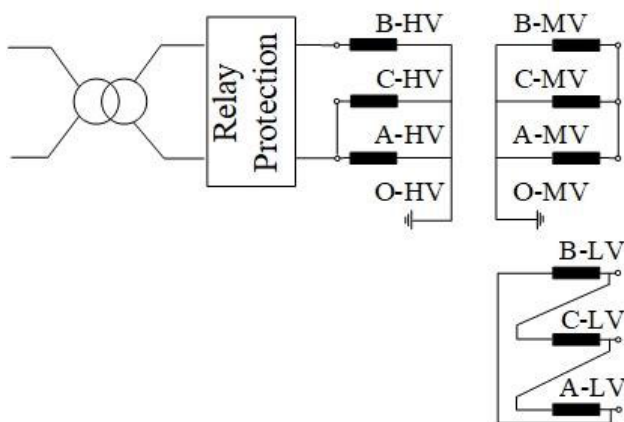 Relay
Protection
B-HV
C-HV
A-HV
O-HV
B-MV
C-MV
A-MV
O-MV
B-LV
C-LV
A-LV